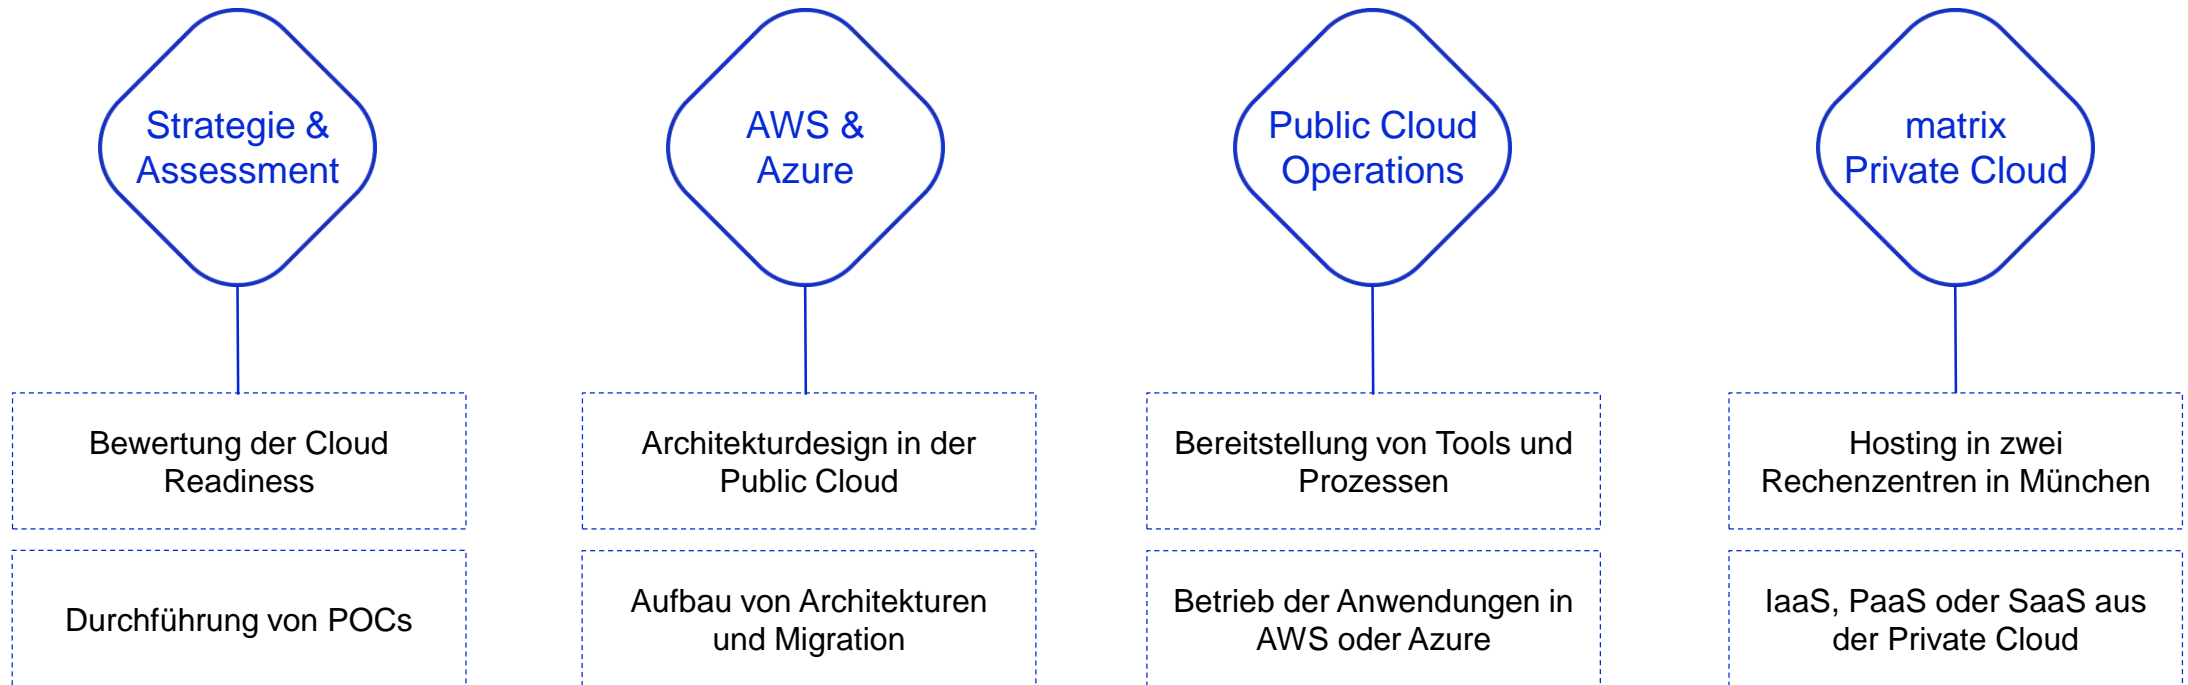 Strategie &
Assessment
AWS &
Azure
Public Cloud
Operations
matrix
Private Cloud
Bewertung der Cloud
Readiness
Architekturdesign in der
Public Cloud
Bereitstellung von Tools und
Prozessen
Hosting in zwei
Rechenzentren in München
Durchführung von POCs
Aufbau von Architekturen
und Migration
Betrieb der Anwendungen in
AWS oder Azure
IaaS, PaaS oder SaaS aus
der Private Cloud